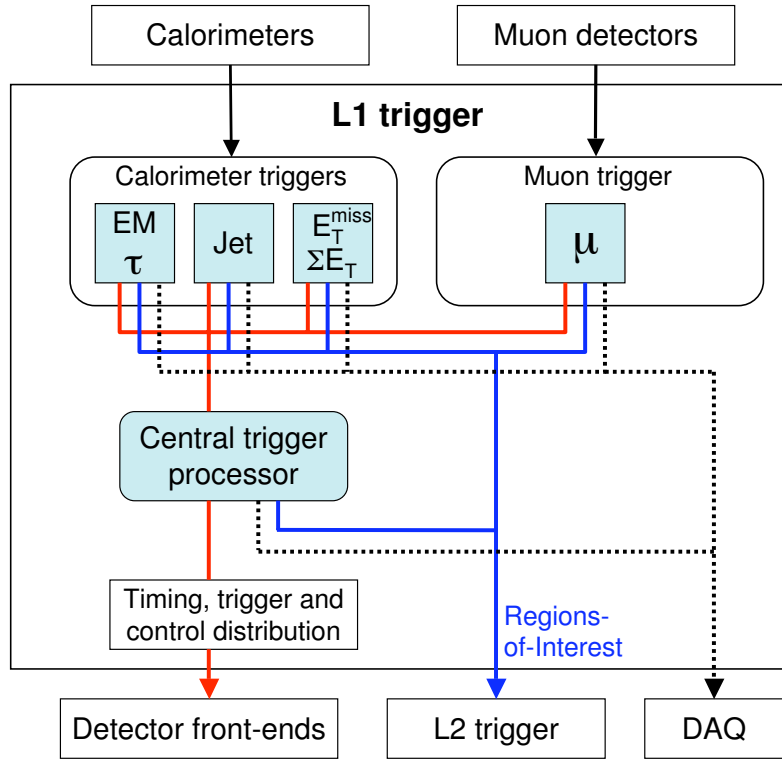 Calorimeters
Muon detectors
L1 trigger
Calorimeter triggers
Muon trigger
EM
τ
Jet
E_T^miss
ΣE_T
μ
Central trigger
processor
Timing, trigger and
control distribution
Regions-
of-Interest
Detector front-ends
L2 trigger
DAQ